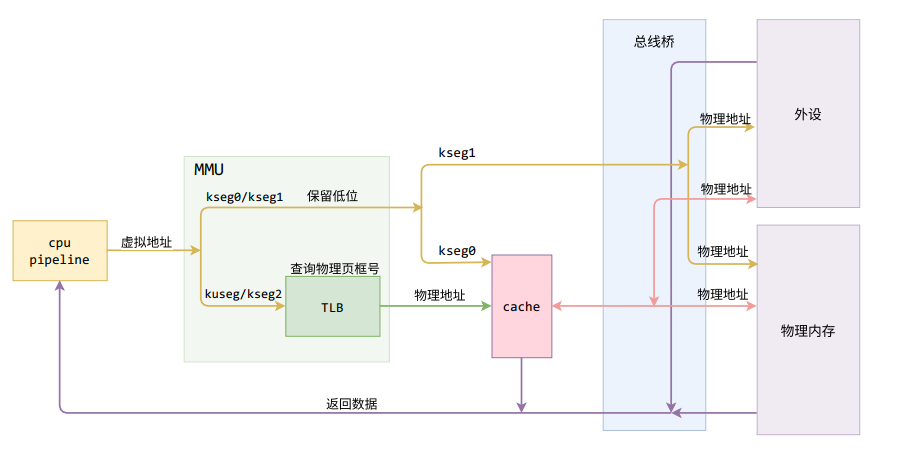 总线桥
外设
物理地址
kseg1
MMU
kseg0/kseg1
保留低位
物理地址
cpu
pipeline
虚拟地址
kseg0
物理地址
查询物理页框号
kuseg/kseg2
TLB
物理地址
cache
物理地址
物理内存
返回数据